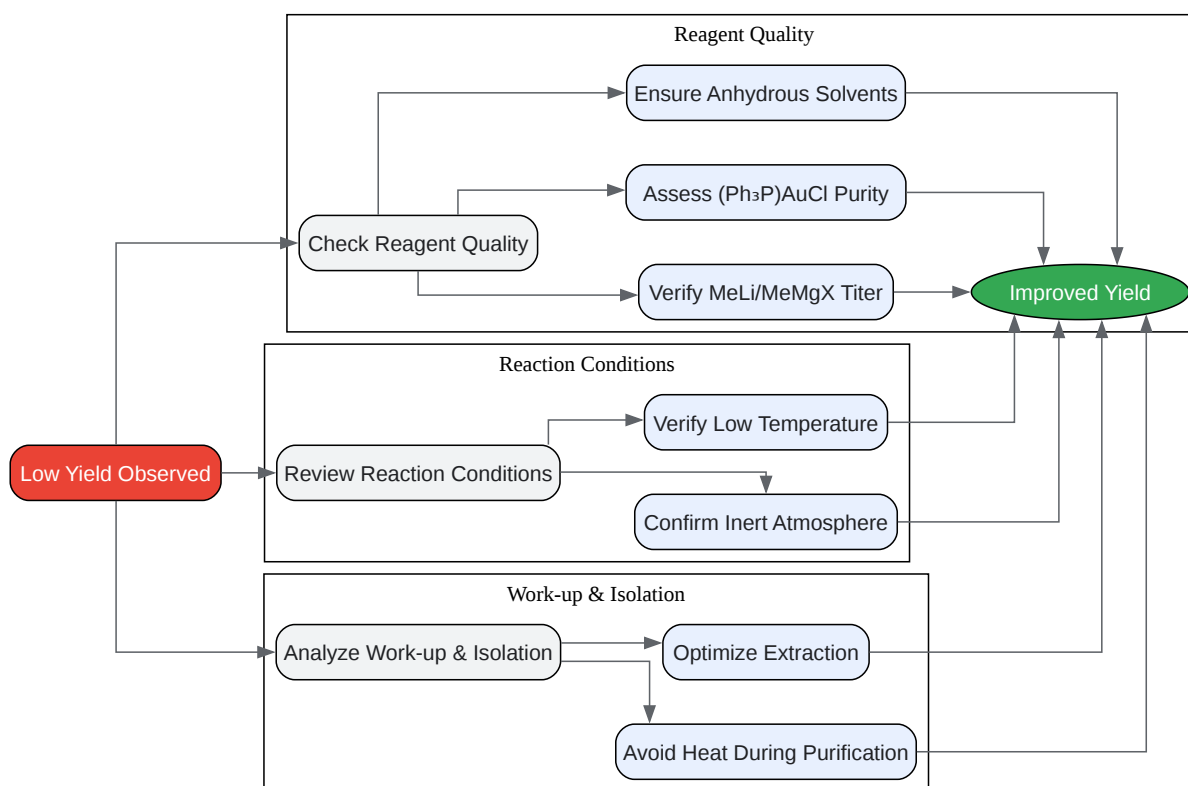 Reagent Quality
Ensure Anhydrous Solvents
Assess (Ph₃P)AuCl Purity
Check Reagent Quality
Verify MeLi/MeMgX Titer
Improved Yield
Reaction Conditions
Verify Low Temperature
Low Yield Observed
Review Reaction Conditions
Confirm Inert Atmosphere
Work-up & Isolation
Analyze Work-up & Isolation
Optimize Extraction
Avoid Heat During Purification